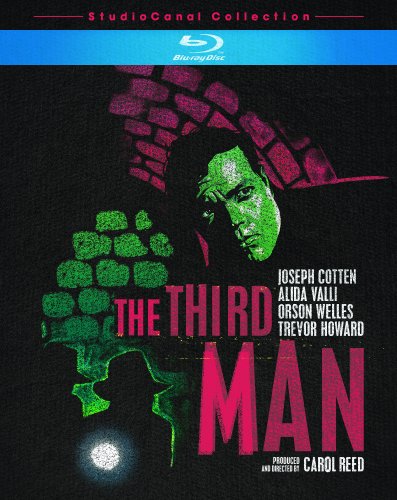 StudioCanal Collection
Blu-ray Disc
JOSEPH COTTEN
ALIDA VALLI
ORSON WELLES
TREVOR HOWARD
THE THIRD
MAN
PRODUCED
AND DIRECTED BY CAROL REED